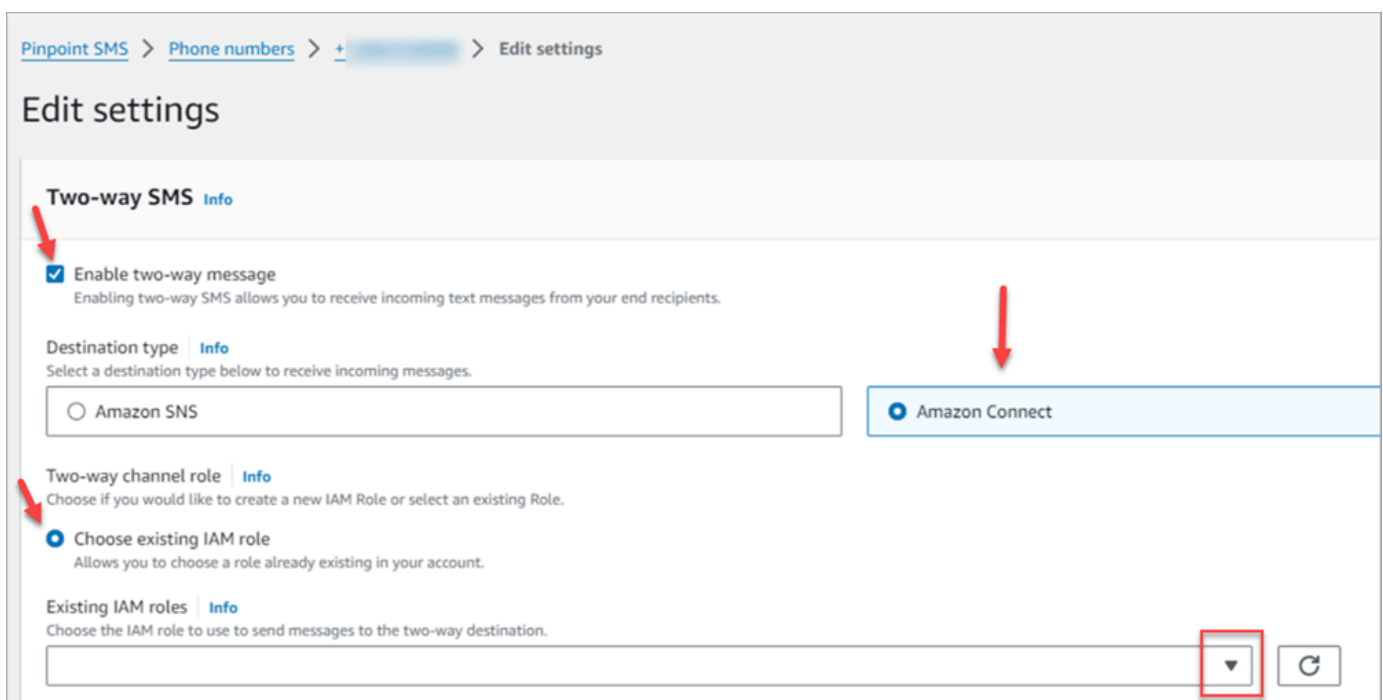 Pinpoint SMS > Phone numbers > + > Edit settings
Edit settings
Two-way SMS Info
Enable two-way message
Enabling two-way SMS allows you to receive incoming text messages from your end recipients.
Destination type Info
Select a destination type below to receive incoming messages.
Amazon SNS Amazon Connect
Two-way channel role Info
Choose if you would like to create a new IAM Role or select an existing Role.
Choose existing IAM role
Allows you to choose a role already existing in your account.
Existing IAM roles Info
Choose the IAM role to use to send messages to the two-way destination.